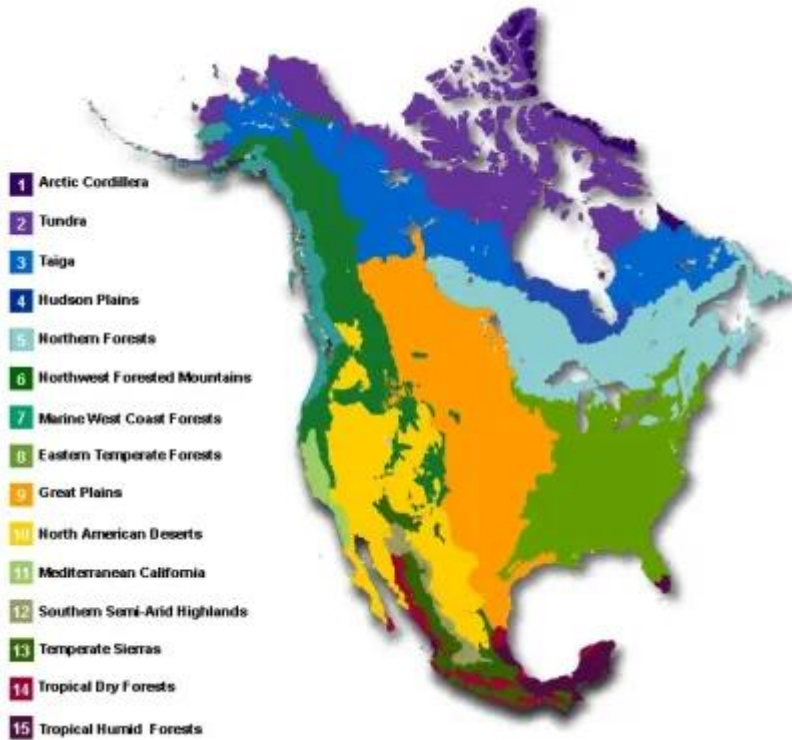 1 Arctic Cordillera
2 Tundra
3 Taiga
4 Hudson Plains
5 Northern Forests
6 Northwest Forested Mountains
7 Marine West Coast Forests
8 Eastern Temperate Forests
9 Great Plains
10 North American Deserts
11 Mediterranean California
12 Southern Semi-Arid Highlands
13 Temperate Sierras
14 Tropical Dry Forests
15 Tropical Humid Forests